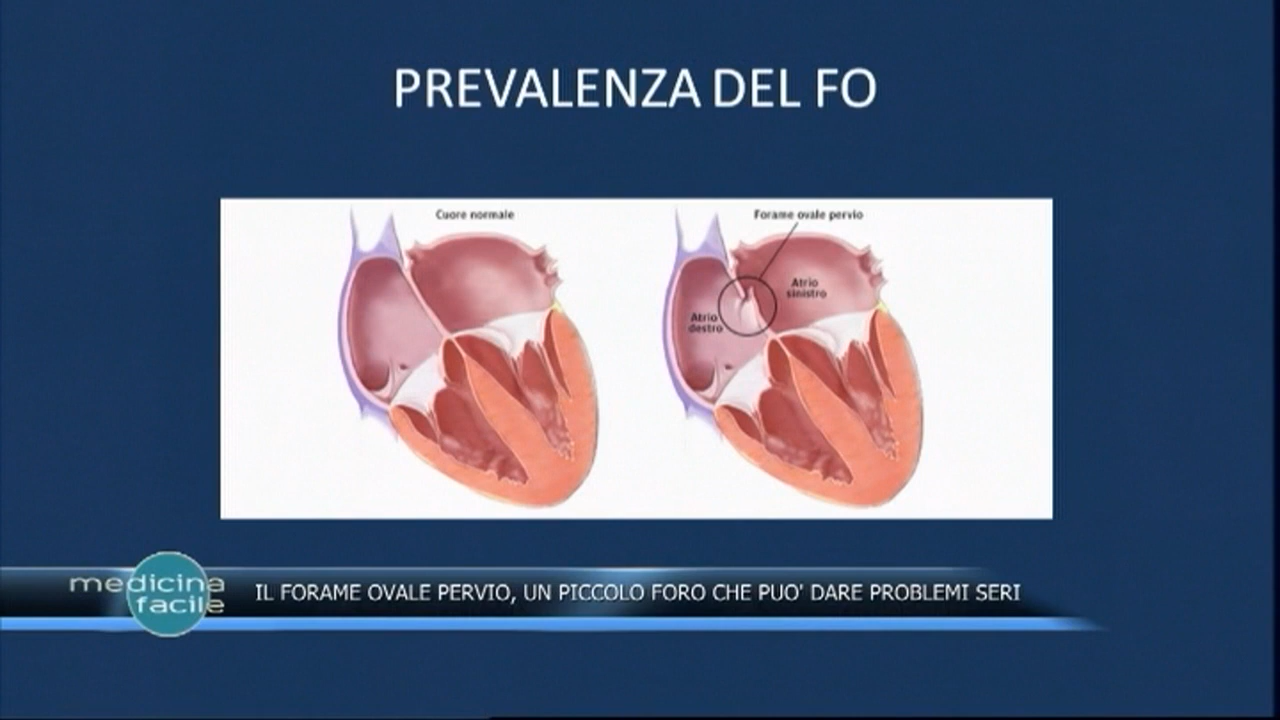 PREVALENZA DEL FO
Cuore normale
Forame ovale pervio
Atrio
sinistro
Atrio
destro
medicina
facile
IL FORAME OVALE PERVIO, UN PICCOLO FORO CHE PUO' DARE PROBLEMI SERI